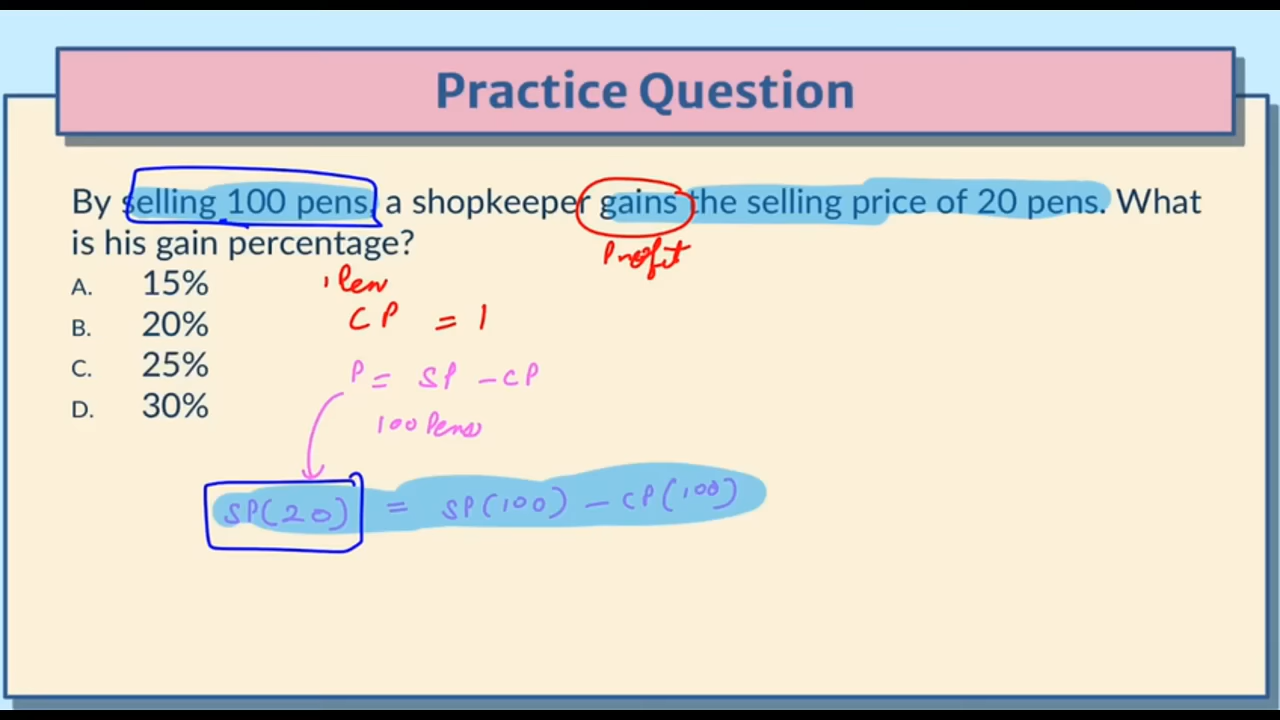 Practice Question
By selling 100 pens, a shopkeeper gains the selling price of 20 pens. What
is his gain percentage?
Profit
A. 15%
1 Pen
B. 20%
CP = 1
C. 25%
P = SP - CP
D. 30%
100 Pens
SP(20) = SP(100) - CP(100)